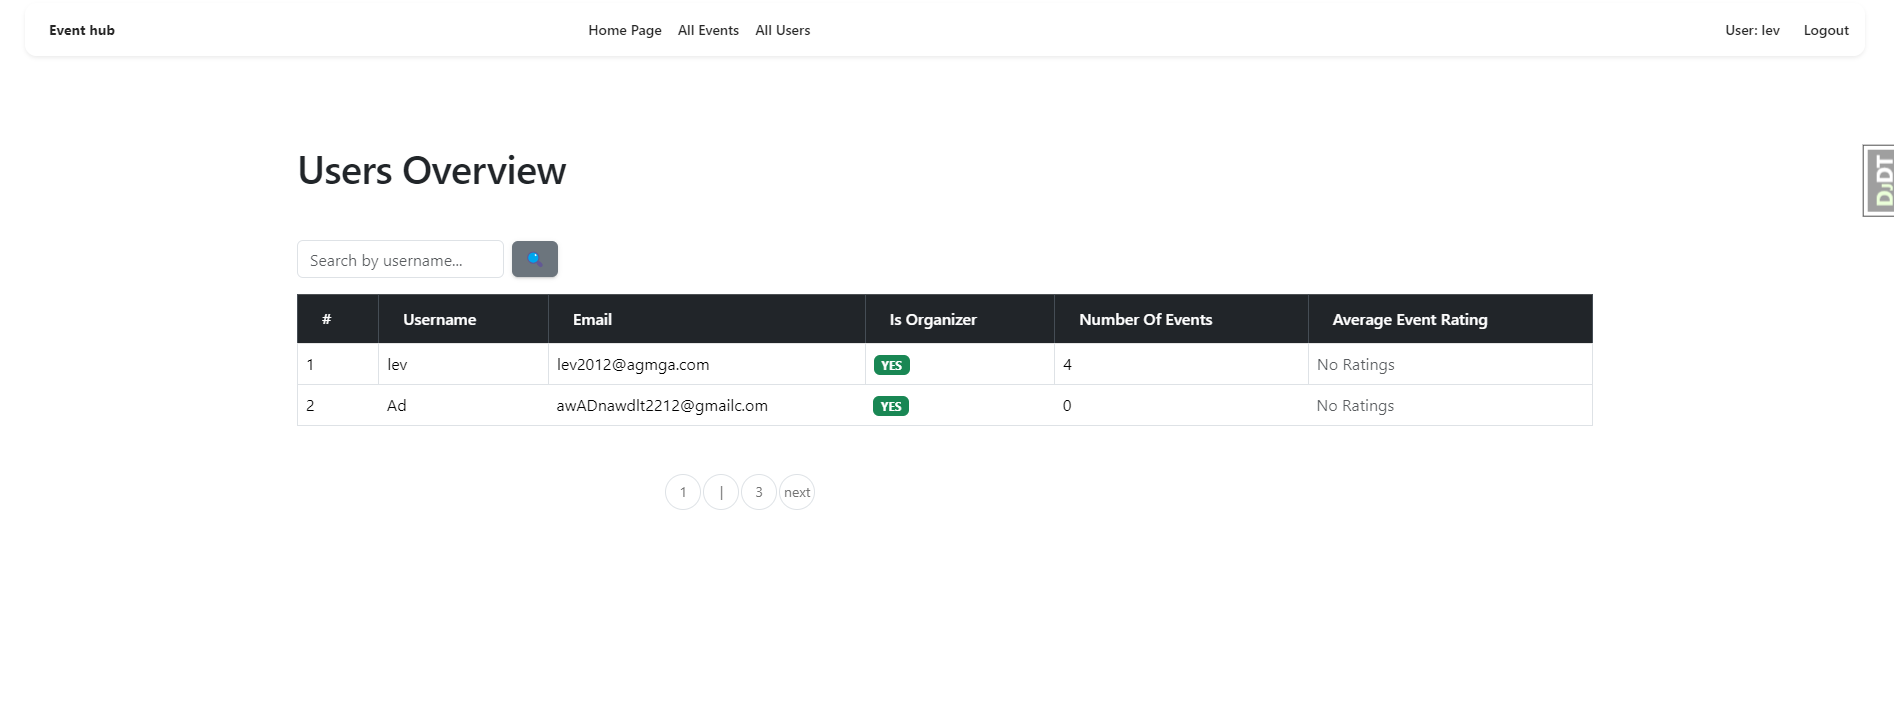 Event hub Home Page All Events All Users User: lev Logout
Users Overview
DjDT
Search by username...
# Username Email Is Organizer Number Of Events Average Event Rating
1 lev lev2012@agmga.com YES 4 No Ratings
2 Ad awADnawdlt2212@gmailc.om YES 0 No Ratings
1 | 3 next